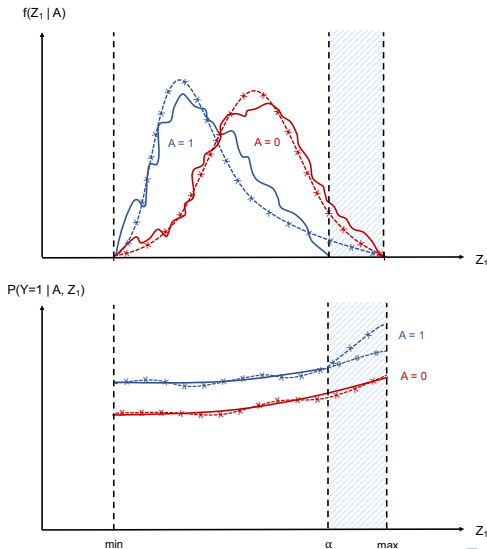 f(Z₁ | A)
A = 1
A = 0
Z₁
P(Y=1 | A, Z₁)
A = 1
A = 0
Z₁
min
α
max